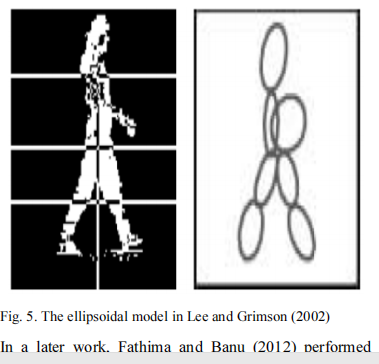 Fig. 5. The ellipsoidal model in Lee and Grimson (2002)
In a later work, Fathima and Banu (2012) performed